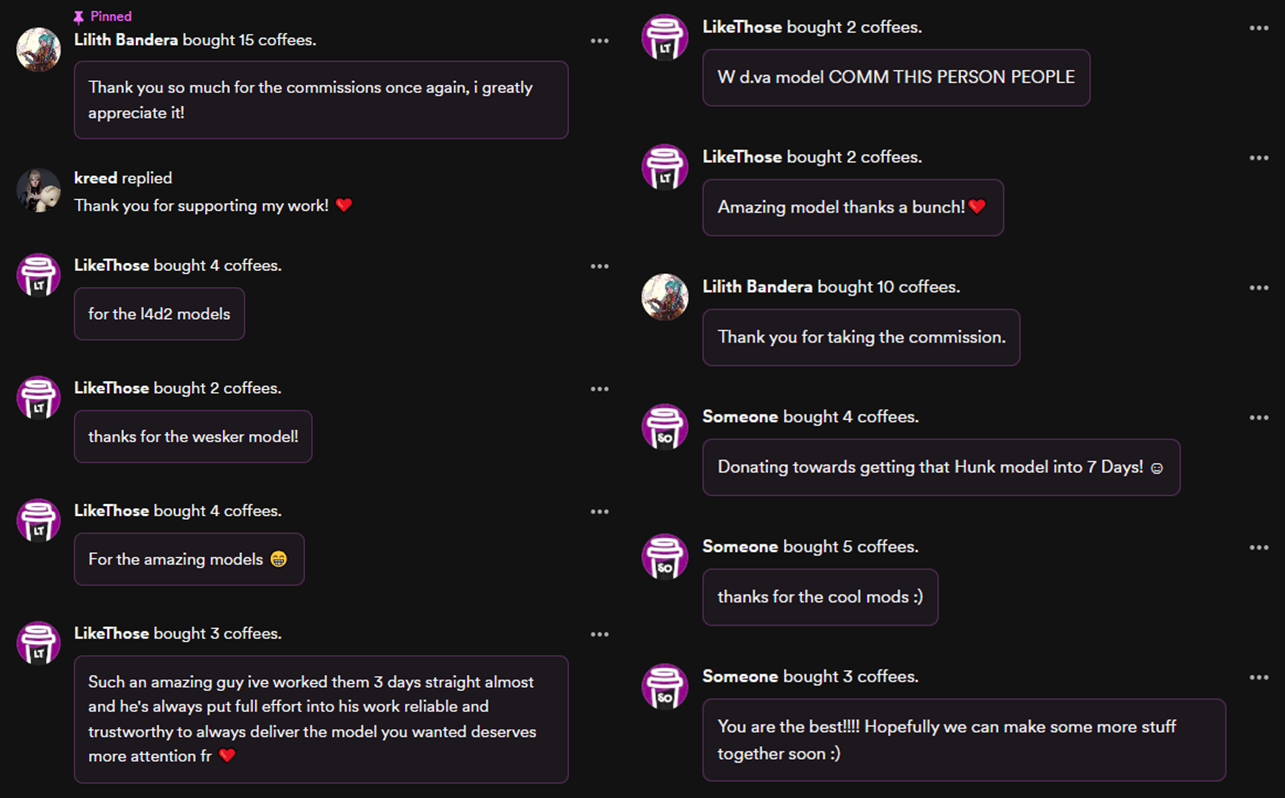 Pinned
Lilith Bandera bought 15 coffees.
Thank you so much for the commissions once again, i greatly
appreciate it!
kreed replied
Thank you for supporting my work! ❤️
LT
LikeThose bought 4 coffees.
for the l4d2 models
LT
LikeThose bought 2 coffees.
thanks for the wesker model!
LT
LikeThose bought 4 coffees.
For the amazing models 😁
LT
LikeThose bought 3 coffees.
Such an amazing guy ive worked them 3 days straight almost
and he's always put full effort into his work reliable and
trustworthy to always deliver the model you wanted deserves
more attention fr ❤️
LT
LikeThose bought 2 coffees.
W d.va model COMM THIS PERSON PEOPLE
LT
LikeThose bought 2 coffees.
Amazing model thanks a bunch!❤️
Lilith Bandera bought 10 coffees.
Thank you for taking the commission.
SO
Someone bought 4 coffees.
Donating towards getting that Hunk model into 7 Days! ☺
SO
Someone bought 5 coffees.
thanks for the cool mods :)
SO
Someone bought 3 coffees.
You are the best!!!! Hopefully we can make some more stuff
together soon :)